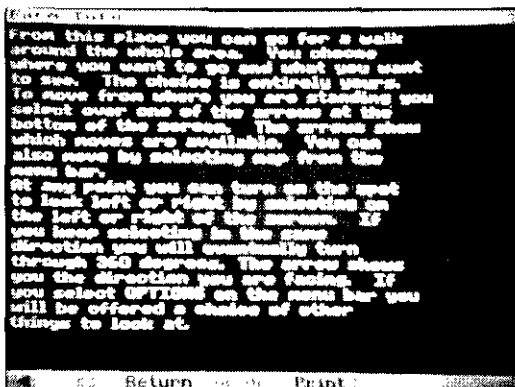 From this place you can go for a walk
around the whole area. You choose
where you want to go and what you want
to see. The choice is entirely yours.
To move from where you are standing you
select over one of the arrows at the
bottom of the screen. The arrows show
which moves are available. You can
also move by selecting map from the
menu bar.
At any point you can turn on the spot
to look left or right by selecting on
the left or right of the screen. If
you keep selecting in the same
direction you will eventually turn
through 360 degrees. The arrow shows
you the direction you are facing. If
you select OPTIONS on the menu bar you
will be offered a choice of other
things to look at.
Return Print